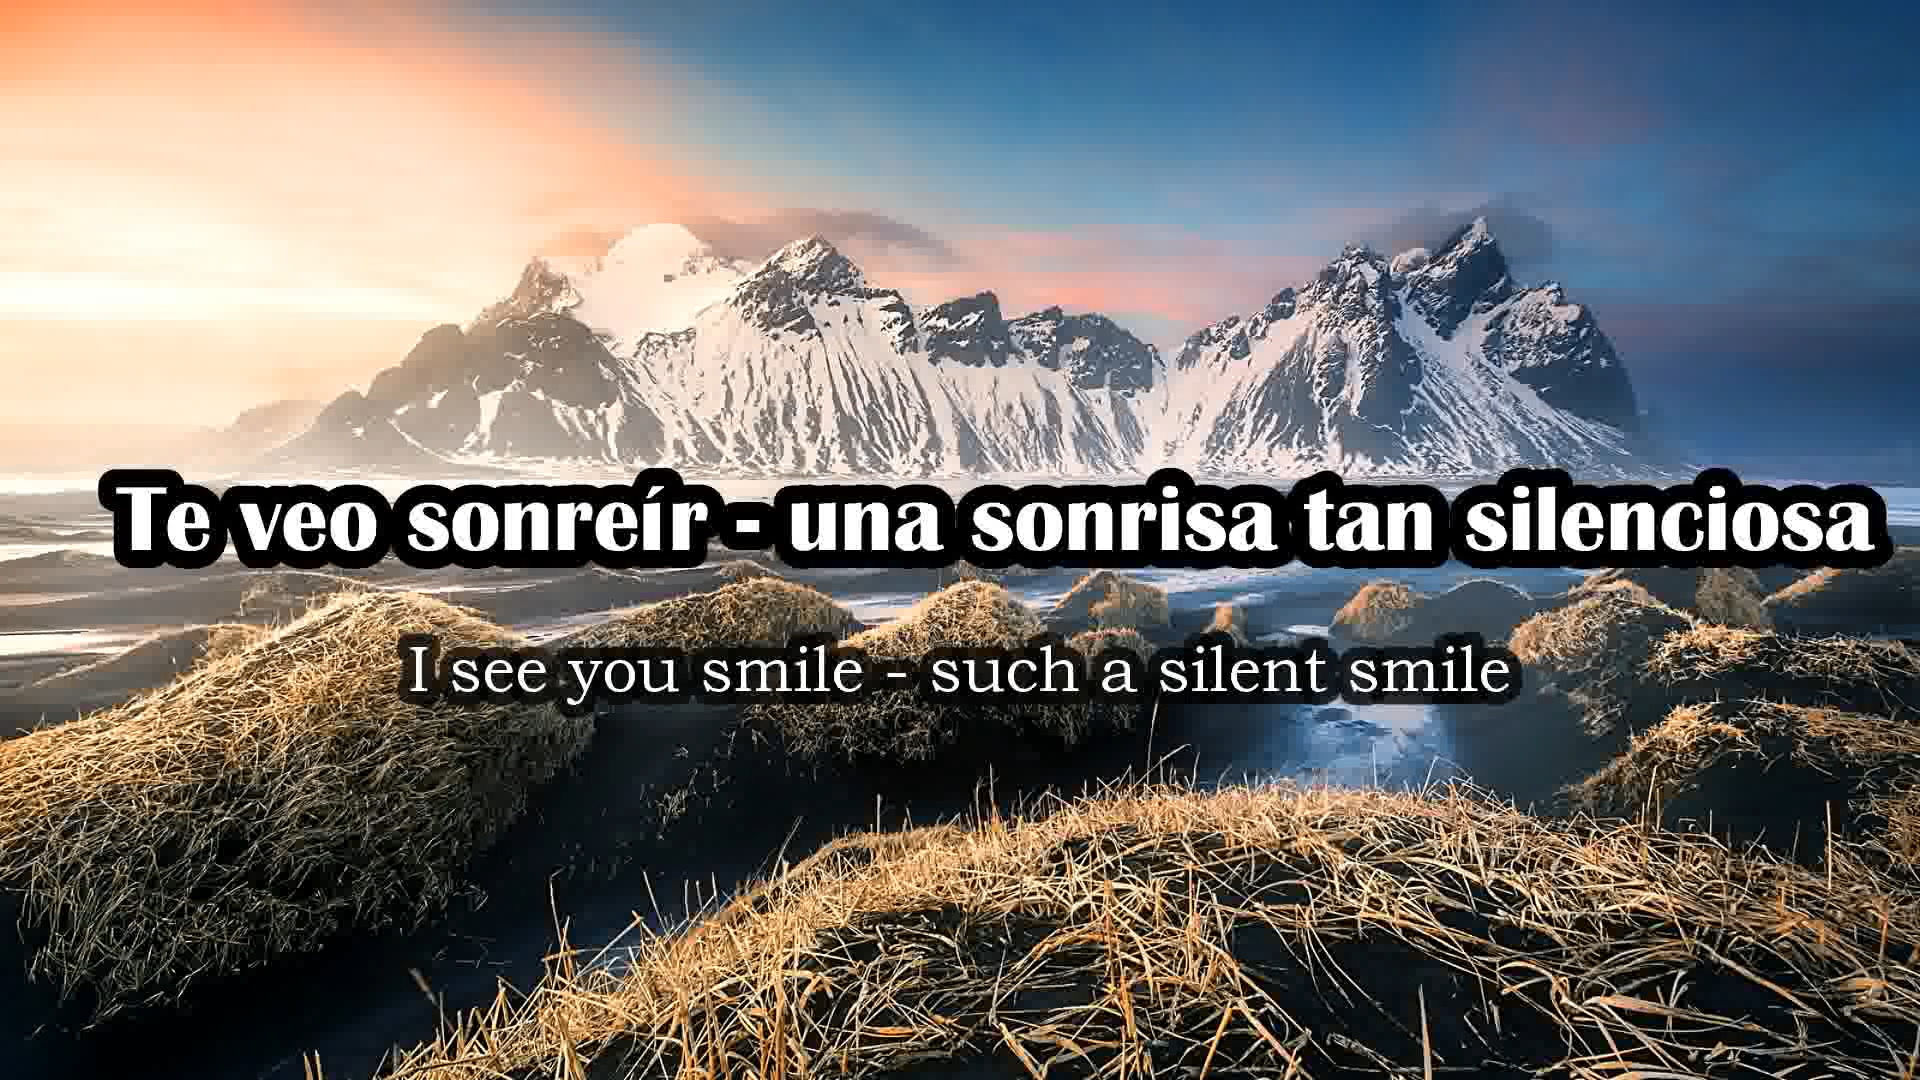 Te veo sonreír - una sonrisa tan silenciosa
I see you smile - such a silent smile